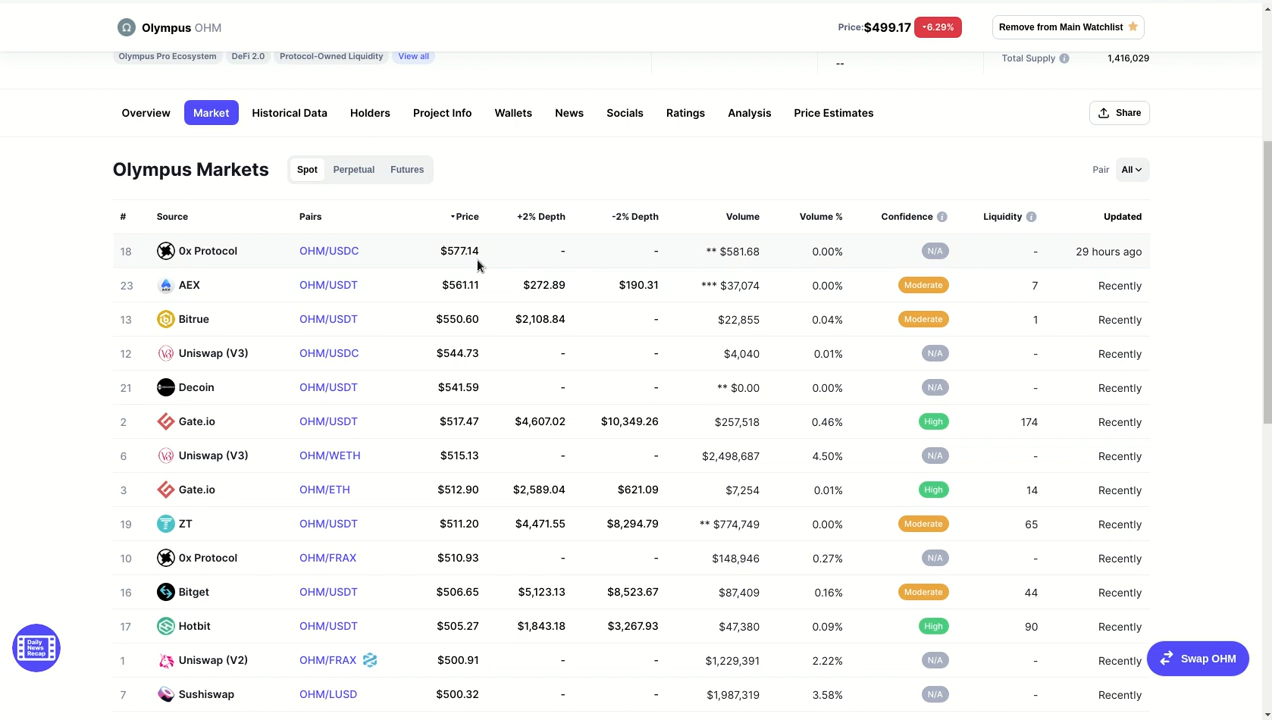 Olympus OHM Price: $499.17 -6.29% Remove from Main Watchlist
Olympus Pro Ecosystem DeFi 2.0 Protocol-Owned Liquidity View all -- Total Supply 1,416,029
Overview Market Historical Data Holders Project Info Wallets News Socials Ratings Analysis Price Estimates Share
Olympus Markets Spot Perpetual Futures Pair All
# Source Pairs Price +2% Depth -2% Depth Volume Volume % Confidence Liquidity Updated
18 0x Protocol OHM/USDC $577.14 - - ** $581.68 0.00% N/A - 29 hours ago
23 AEX OHM/USDT $561.11 $272.89 $190.31 *** $37,074 0.00% Moderate 7 Recently
13 Bitrue OHM/USDT $550.60 $2,108.84 - $22,855 0.04% Moderate 1 Recently
12 Uniswap (V3) OHM/USDC $544.73 - - $4,040 0.01% N/A - Recently
21 Decoin OHM/USDT $541.59 - - ** $0.00 0.00% N/A - Recently
2 Gate.io OHM/USDT $517.47 $4,607.02 $10,349.26 $257,518 0.46% High 174 Recently
6 Uniswap (V3) OHM/WETH $515.13 - - $2,498,687 4.50% N/A - Recently
3 Gate.io OHM/ETH $512.90 $2,589.04 $621.09 $7,254 0.01% High 14 Recently
19 ZT OHM/USDT $511.20 $4,471.55 $8,294.79 ** $774,749 0.00% Moderate 65 Recently
10 0x Protocol OHM/FRAX $510.93 - - $148,946 0.27% N/A - Recently
16 Bitget OHM/USDT $506.65 $5,123.13 $8,523.67 $87,409 0.16% Moderate 44 Recently
17 Hotbit OHM/USDT $505.27 $1,843.18 $3,267.93 $47,380 0.09% High 90 Recently
1 Uniswap (V2) OHM/FRAX $500.91 - - $1,229,391 2.22% N/A - Recently
7 Sushiswap OHM/LUSD $500.32 - - $1,987,319 3.58% N/A - Recently
Daily
News
Recap
Swap OHM